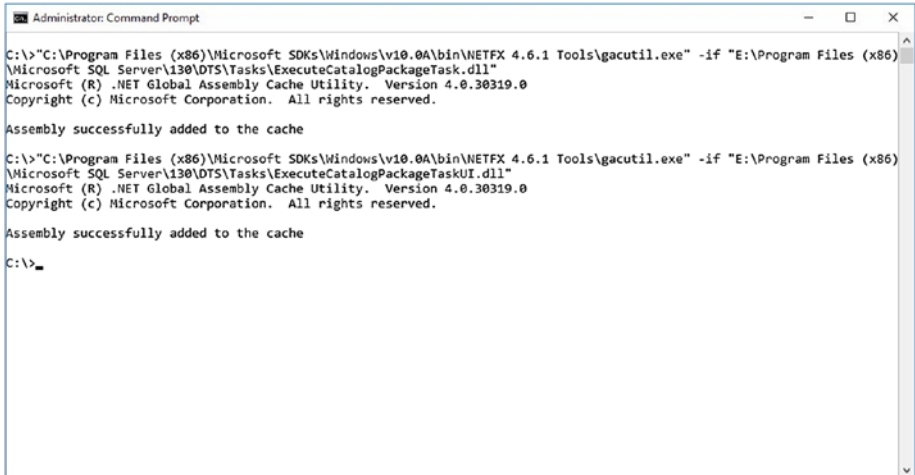 Administrator: Command Prompt
C:\>"C:\Program Files (x86)\Microsoft SDKs\Windows\v10.0A\bin\NETFX 4.6.1 Tools\gacutil.exe" -if "E:\Program Files (x86)
\Microsoft SQL Server\130\DTS\Tasks\ExecuteCatalogPackageTask.dll"
Microsoft (R) .NET Global Assembly Cache Utility.  Version 4.0.30319.0
Copyright (c) Microsoft Corporation.  All rights reserved.
Assembly successfully added to the cache
C:\>"C:\Program Files (x86)\Microsoft SDKs\Windows\v10.0A\bin\NETFX 4.6.1 Tools\gacutil.exe" -if "E:\Program Files (x86)
\Microsoft SQL Server\130\DTS\Tasks\ExecuteCatalogPackageTaskUI.dll"
Microsoft (R) .NET Global Assembly Cache Utility.  Version 4.0.30319.0
Copyright (c) Microsoft Corporation.  All rights reserved.
Assembly successfully added to the cache
C:\>_